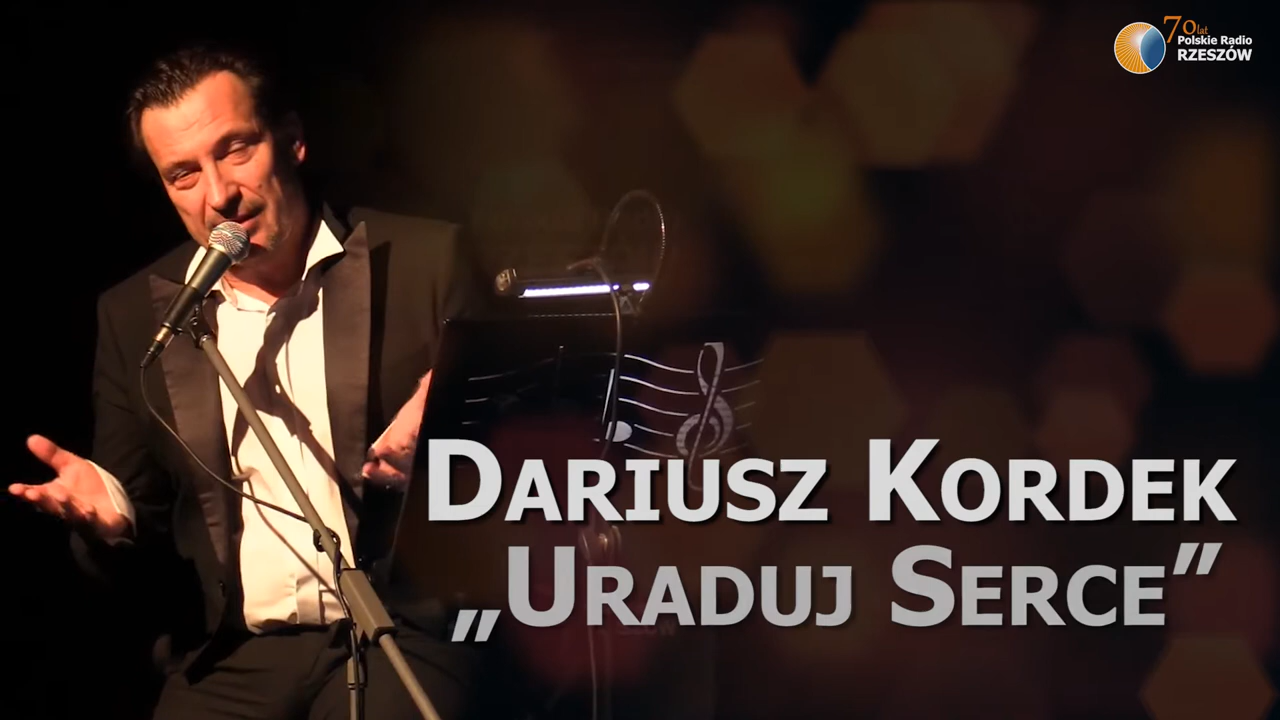 70 lat
Polskie Radio
RZESZÓW
DARIUSZ KORDEK
„URADUJ SERCE”